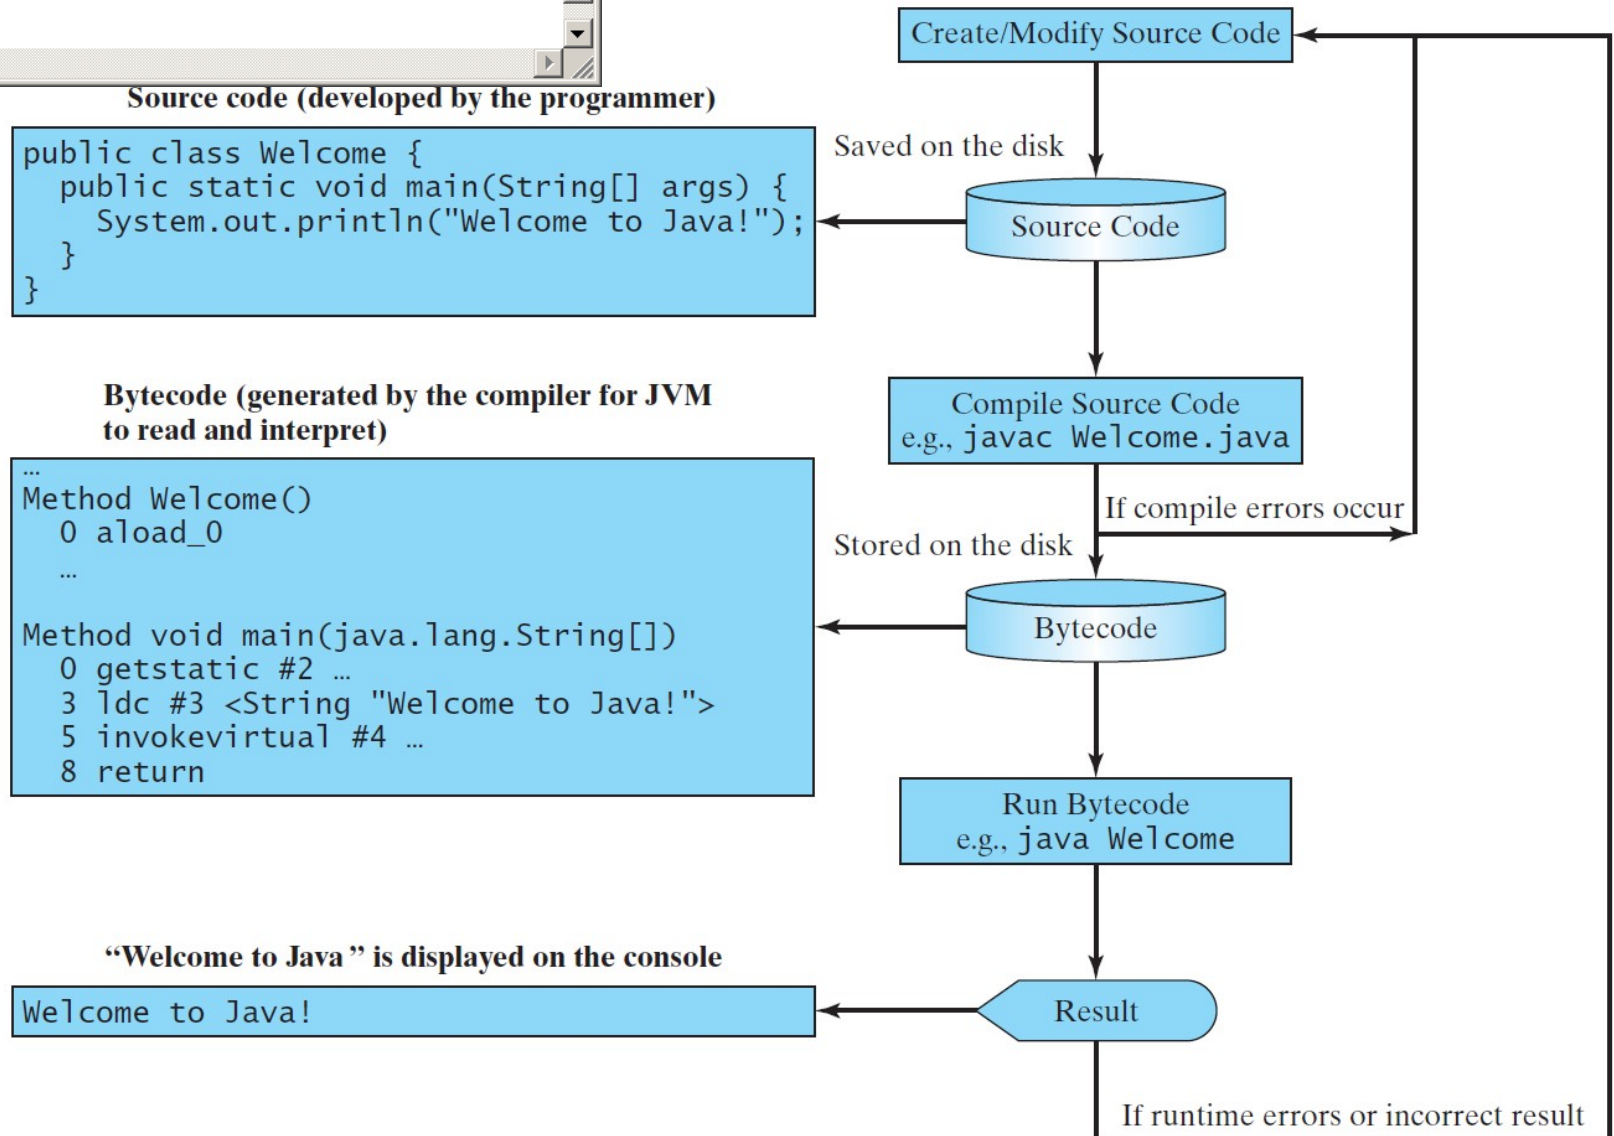 Create/Modify Source Code
Source code (developed by the programmer)
public class Welcome {
  public static void main(String[] args) {
    System.out.println("Welcome to Java!");
  }
}
Saved on the disk
Source Code
Bytecode (generated by the compiler for JVM
to read and interpret)
…
Method Welcome()
  0 aload_0
  …
Method void main(java.lang.String[])
  0 getstatic #2 …
  3 ldc #3 <String "Welcome to Java!">
  5 invokevirtual #4 …
  8 return
Compile Source Code
e.g., javac Welcome.java
If compile errors occur
Stored on the disk
Bytecode
Run Bytecode
e.g., java Welcome
“Welcome to Java” is displayed on the console
Welcome to Java!
Result
If runtime errors or incorrect result